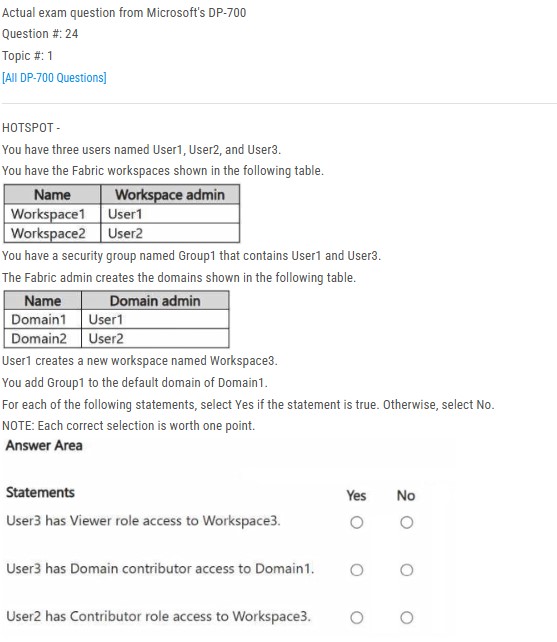 Actual exam question from Microsoft's DP-700
Question #: 24
Topic #: 1
[All DP-700 Questions]
HOTSPOT -
You have three users named User1, User2, and User3.
You have the Fabric workspaces shown in the following table.
Name Workspace admin
Workspace1 User1
Workspace2 User2
You have a security group named Group1 that contains User1 and User3.
The Fabric admin creates the domains shown in the following table.
Name Domain admin
Domain1 User1
Domain2 User2
User1 creates a new workspace named Workspace3.
You add Group1 to the default domain of Domain1.
For each of the following statements, select Yes if the statement is true. Otherwise, select No.
NOTE: Each correct selection is worth one point.
Answer Area
Statements Yes No
User3 has Viewer role access to Workspace3.
User3 has Domain contributor access to Domain1.
User2 has Contributor role access to Workspace3.